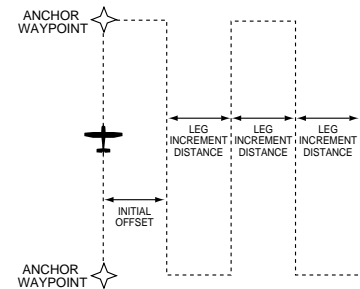 ANCHOR
WAYPOINT
LEG
INCREMENT
DISTANCE
LEG
INCREMENT
DISTANCE
LEG
INCREMENT
DISTANCE
INITIAL
OFFSET
ANCHOR
WAYPOINT